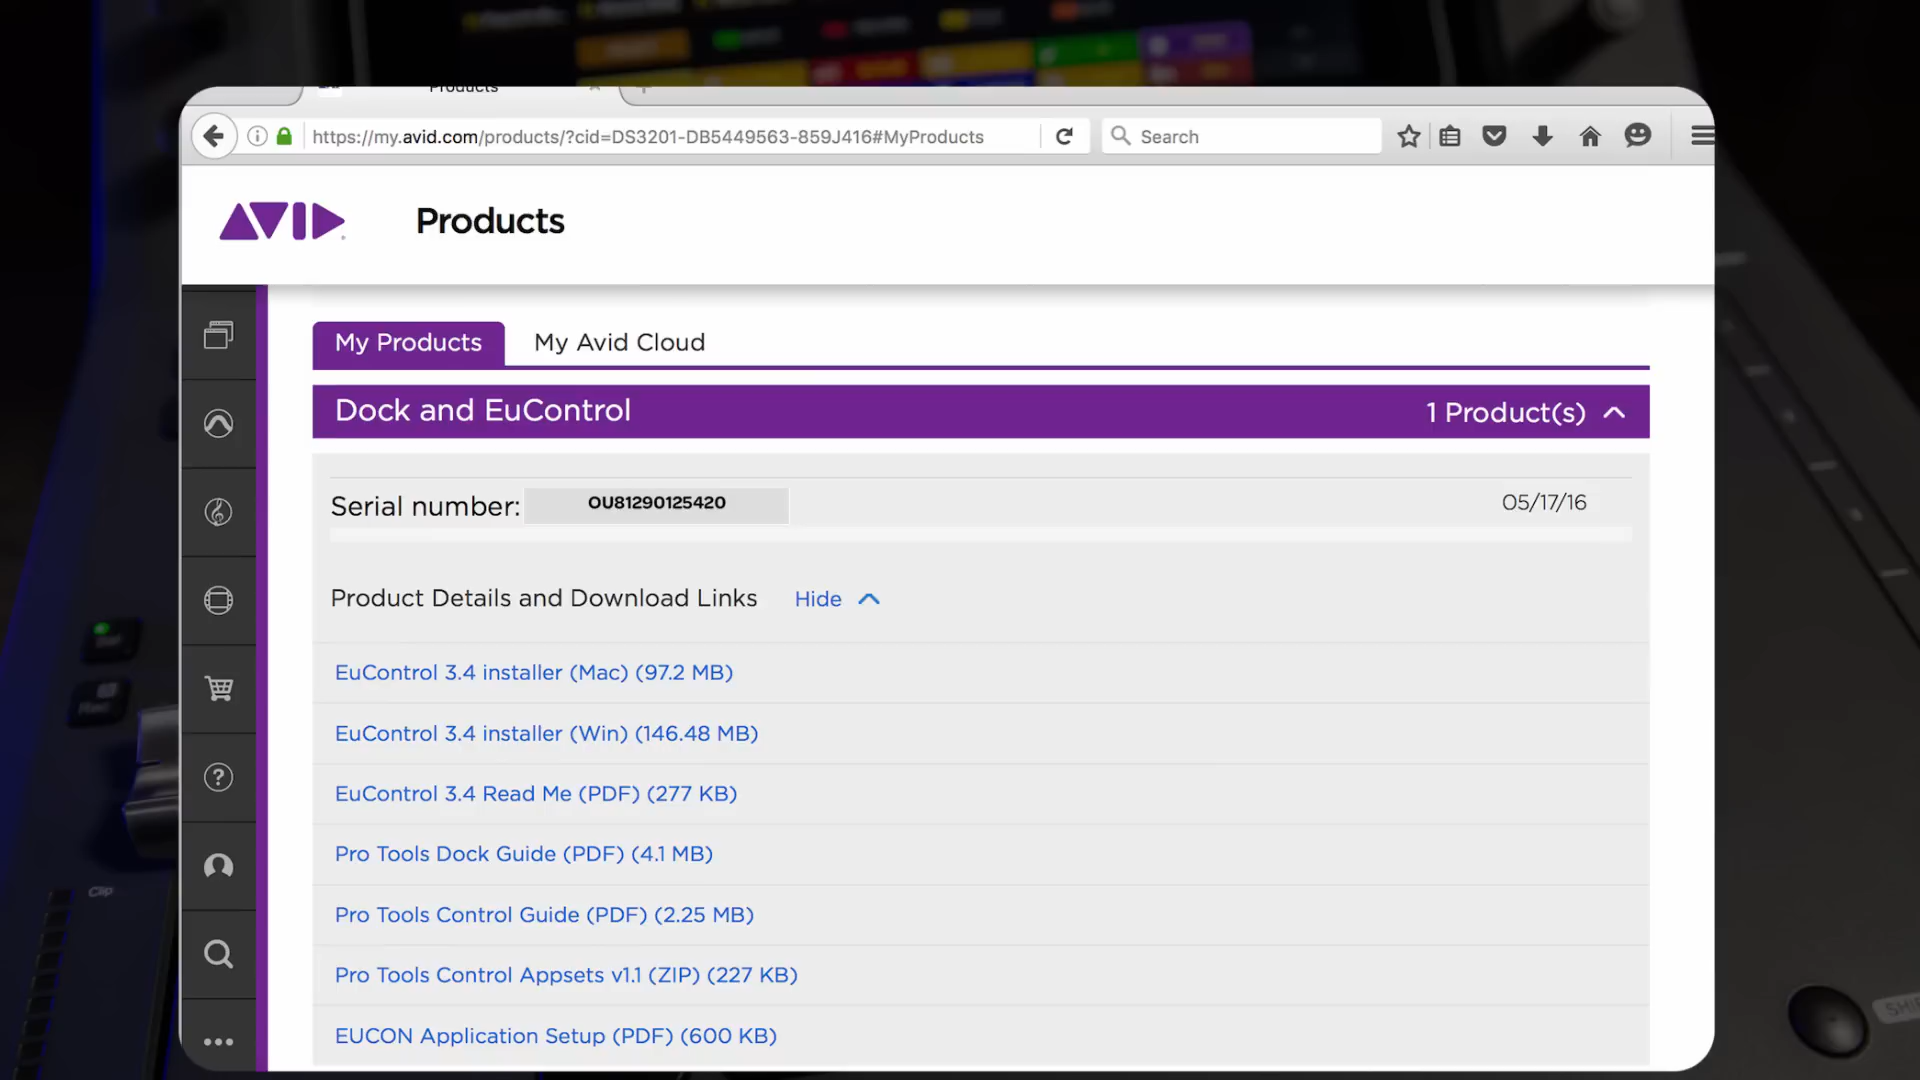 Products
https://my.avid.com/products/?cid=DS3201-DB5449563-859J416#MyProducts
Search
AVID
Products
My Products
My Avid Cloud
Dock and EuControl
1 Product(s)
Serial number:
OU81290125420
05/17/16
Product Details and Download Links
Hide
EuControl 3.4 installer (Mac) (97.2 MB)
EuControl 3.4 installer (Win) (146.48 MB)
EuControl 3.4 Read Me (PDF) (277 KB)
Pro Tools Dock Guide (PDF) (4.1 MB)
Clip
Pro Tools Control Guide (PDF) (2.25 MB)
Pro Tools Control Appsets v1.1 (ZIP) (227 KB)
EUCON Application Setup (PDF) (600 KB)